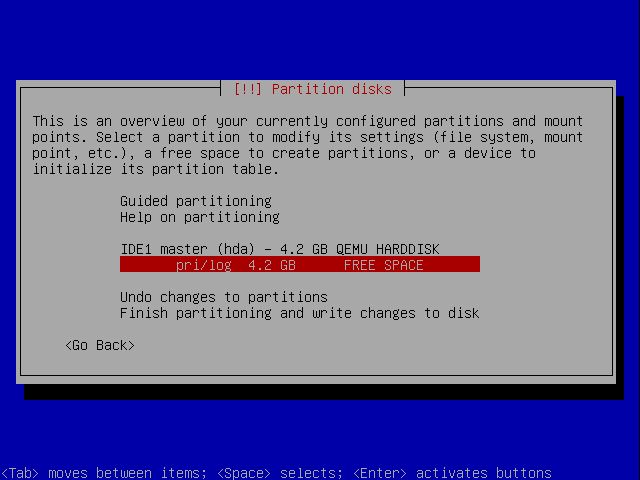 [!!] Partition disks
This is an overview of your currently configured partitions and mount
points. Select a partition to modify its settings (file system, mount
point, etc.), a free space to create partitions, or a device to
initialize its partition table.
Guided partitioning
Help on partitioning
IDE1 master (hda) - 4.2 GB QEMU HARDDISK
pri/log 4.2 GB FREE SPACE
Undo changes to partitions
Finish partitioning and write changes to disk
<Go Back>
<Tab> moves between items; <Space> selects; <Enter> activates buttons